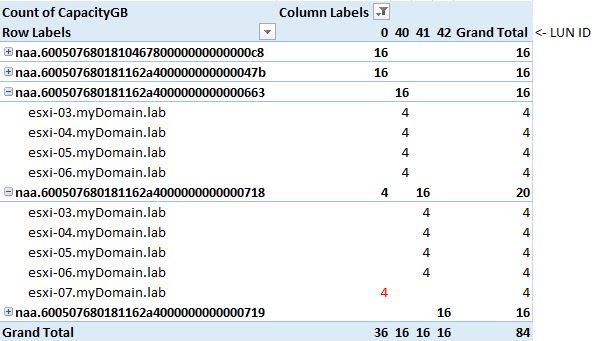 Count of CapacityGB Column Labels
Row Labels 0 40 41 42 Grand Total <- LUN ID
naa.600507680181046780000000000000c8 16 16
naa.600507680181162a400000000000047b 16 16
naa.600507680181162a4000000000000663 16 16
esxi-03.myDomain.lab 4 4
esxi-04.myDomain.lab 4 4
esxi-05.myDomain.lab 4 4
esxi-06.myDomain.lab 4 4
naa.600507680181162a4000000000000718 4 16 20
esxi-03.myDomain.lab 4 4
esxi-04.myDomain.lab 4 4
esxi-05.myDomain.lab 4 4
esxi-06.myDomain.lab 4 4
esxi-07.myDomain.lab 4 4
naa.600507680181162a4000000000000719 16 16
Grand Total 36 16 16 16 84